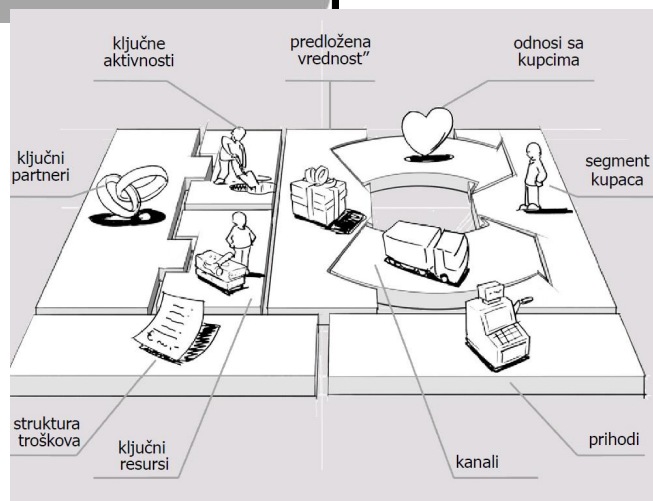 ključne
aktivnosti
predložena
vrednost”
odnosi sa
kupcima
ključni
partneri
segment
kupaca
struktura
troškova
ključni
resursi
kanali
prihodi